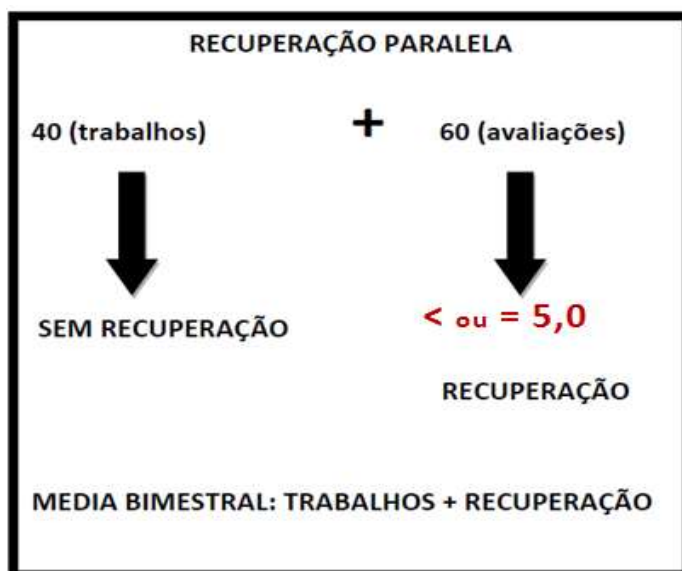 RECUPERAÇÃO PARALELA
40 (trabalhos) + 60 (avaliações)
SEM RECUPERAÇÃO < ou = 5,0
RECUPERAÇÃO
MEDIA BIMESTRAL: TRABALHOS + RECUPERAÇÃO